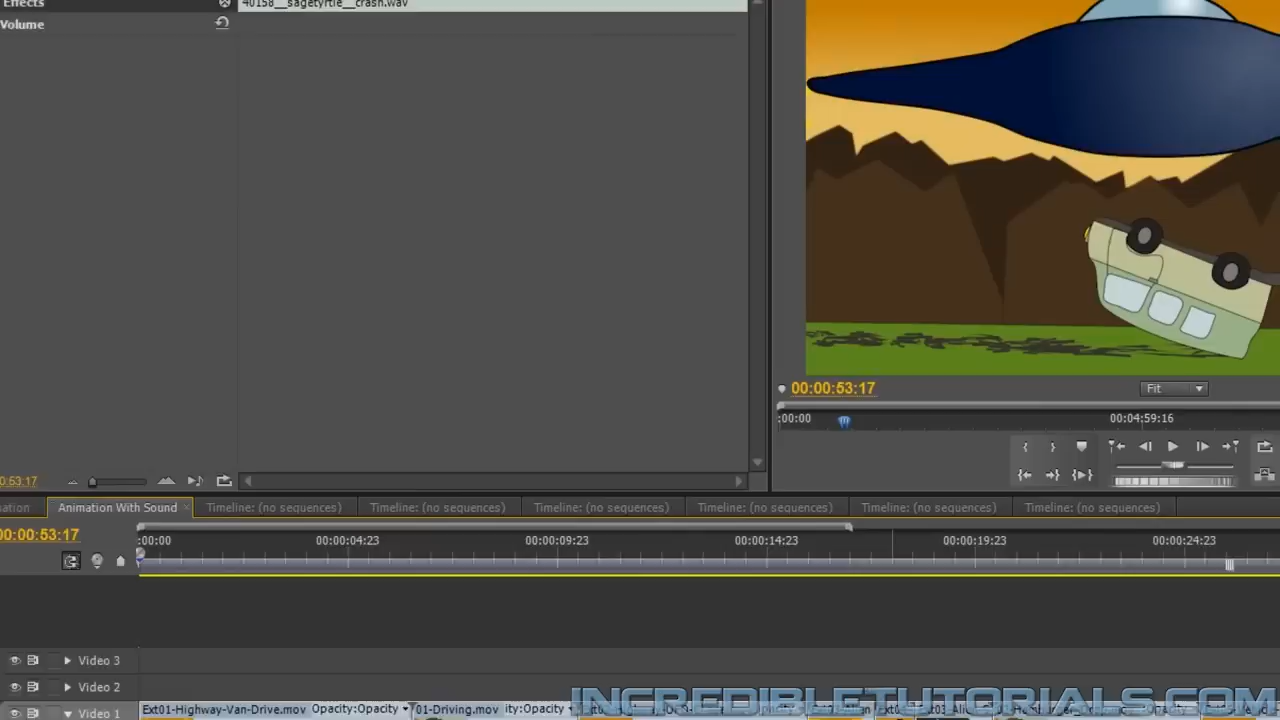 Effects
40158__sagetyrtle__crash.wav
Volume
00:00:53:17
Fit
:00:00
04:59:16
0:53:17
Animation With Sound
Timeline: (no sequences)
Timeline: (no sequences)
Timeline: (no sequences)
Timeline: (no sequences)
Timeline: (no sequences)
Timeline: (no sequences)
00:00:53:17
:00:00
00:00:04:23
00:00:09:23
00:00:14:23
00:00:19:23
00:00:24:23
Video 3
Video 2
Video 1
Ext01-Highway-Van-Drive.mov Opacity:Opacity
01-Driving.mov ity:Opacity
INCREDIBLETUTORIALS.COM